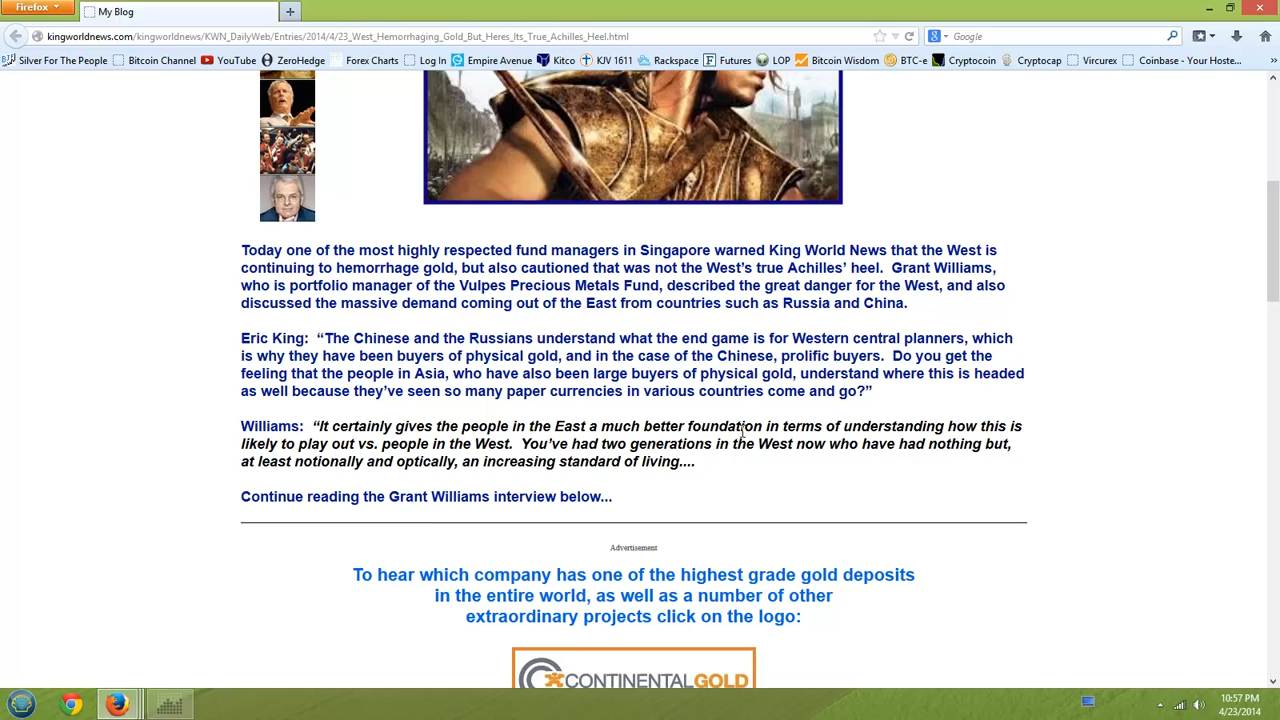 Firefox
My Blog
kingworldnews.com/kingworldnews/KWN_DailyWeb/Entries/2014/4/23_West_Hemorrhaging_Gold_But_Heres_Its_True_Achilles_Heel.html
Google
Silver For The People Bitcoin Channel YouTube ZeroHedge Forex Charts Log In Empire Avenue Kitco KJV 1611 Rackspace Futures LOP Bitcoin Wisdom BTC-e Cryptocoin Cryptocap Vircurex Coinbase - Your Hoste...
Today one of the most highly respected fund managers in Singapore warned King World News that the West is
continuing to hemorrhage gold, but also cautioned that was not the West’s true Achilles’ heel.  Grant Williams,
who is portfolio manager of the Vulpes Precious Metals Fund, described the great danger for the West, and also
discussed the massive demand coming out of the East from countries such as Russia and China.
Eric King:  “The Chinese and the Russians understand what the end game is for Western central planners, which
is why they have been buyers of physical gold, and in the case of the Chinese, prolific buyers.  Do you get the
feeling that the people in Asia, who have also been large buyers of physical gold, understand where this is headed
as well because they’ve seen so many paper currencies in various countries come and go?”
Williams:  “It certainly gives the people in the East a much better foundation in terms of understanding how this is
likely to play out vs. people in the West.  You’ve had two generations in the West now who have had nothing but,
at least notionally and optically, an increasing standard of living....
Continue reading the Grant Williams interview below...
Advertisement
To hear which company has one of the highest grade gold deposits
in the entire world, as well as a number of other
extraordinary projects click on the logo:
CONTINENTALGOLD
10:57 PM
4/23/2014